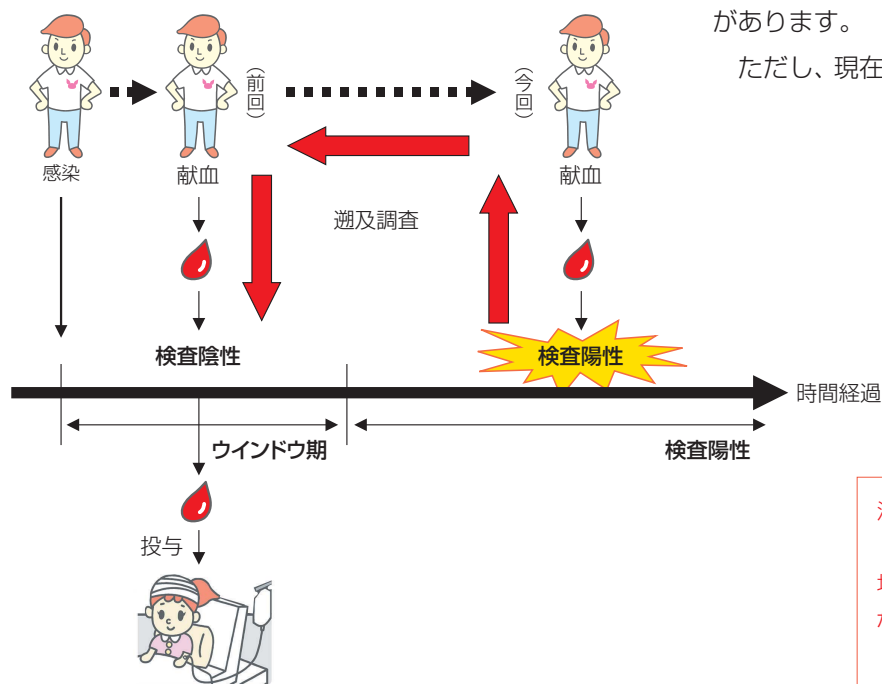 があります。
ただし、現在
(前回)
(今回)
感染
献血
献血
遡及調査
検査陰性
検査陽性
時間経過
ウインドウ期
検査陽性
投与